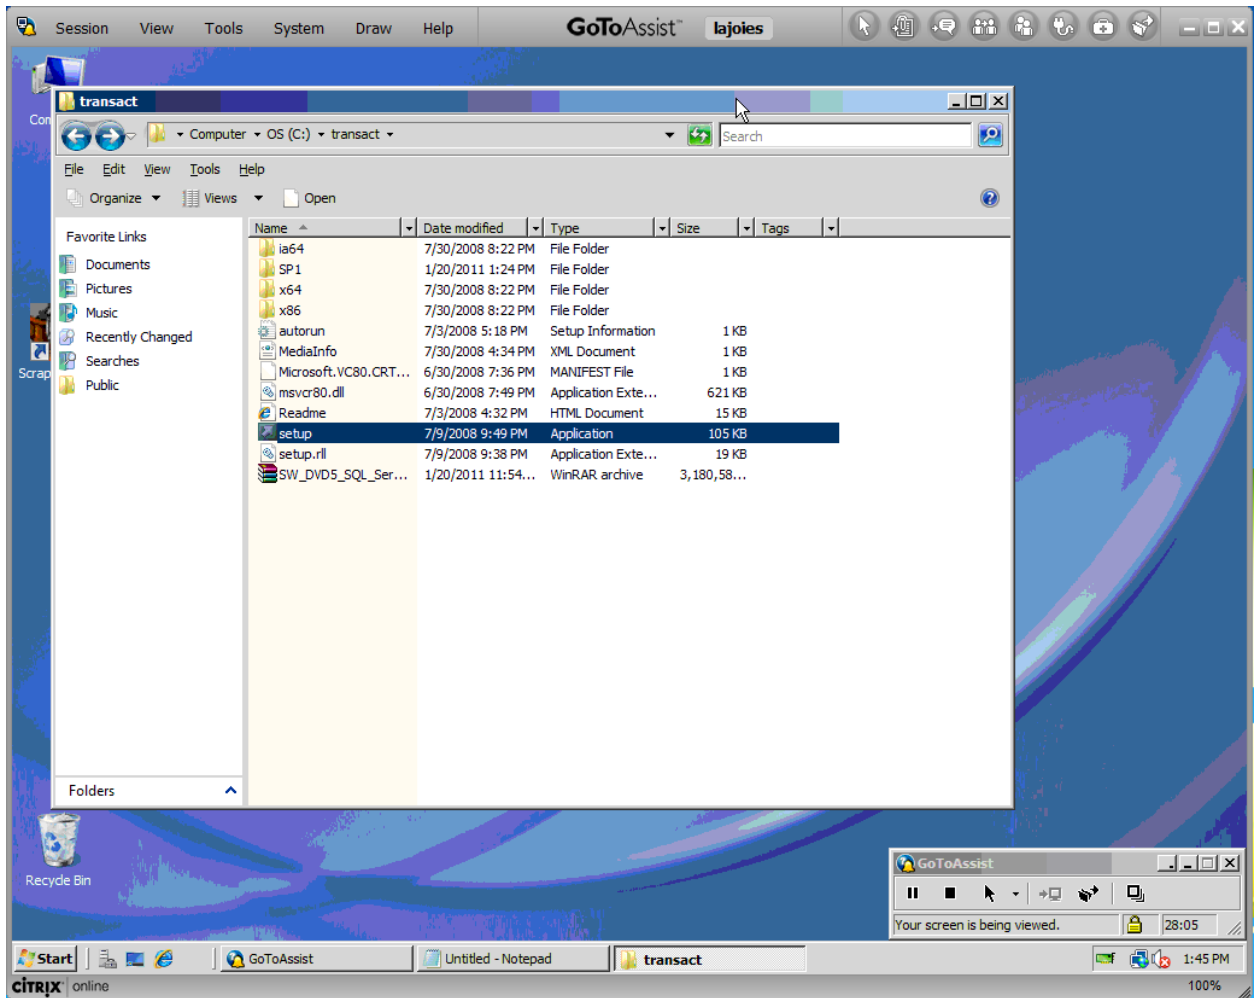 Session View Tools System Draw Help GoToAssist™ lajoies
transact
Computer OS (C:) transact Search
File Edit View Tools Help
Organize Views Open
Favorite Links
Documents
Pictures
Music
Recently Changed
Searches
Public
Folders
Name Date modified Type Size Tags
ia64 7/30/2008 8:22 PM File Folder
SP1 1/20/2011 1:24 PM File Folder
x64 7/30/2008 8:22 PM File Folder
x86 7/30/2008 8:22 PM File Folder
autorun 7/3/2008 5:18 PM Setup Information 1 KB
MediaInfo 7/30/2008 4:34 PM XML Document 1 KB
Microsoft.VC80.CRT... 6/30/2008 7:36 PM MANIFEST File 1 KB
msvcr80.dll 6/30/2008 7:49 PM Application Exte... 621 KB
Readme 7/3/2008 4:32 PM HTML Document 15 KB
setup 7/9/2008 9:49 PM Application 105 KB
setup.rll 7/9/2008 9:38 PM Application Exte... 19 KB
SW_DVD5_SQL_Ser... 1/20/2011 11:54... WinRAR archive 3,180,58...
Com
Scrap
Recycle Bin
GoToAssist
Your screen is being viewed. 28:05
Start GoToAssist Untitled - Notepad transact 1:45 PM
CITRIX online 100%